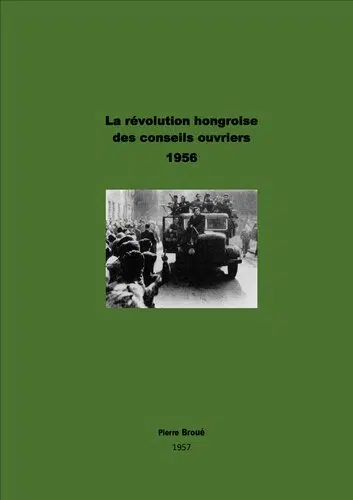 La révolution hongroise
des conseils ouvriers
1956
Pierre Broué
1957